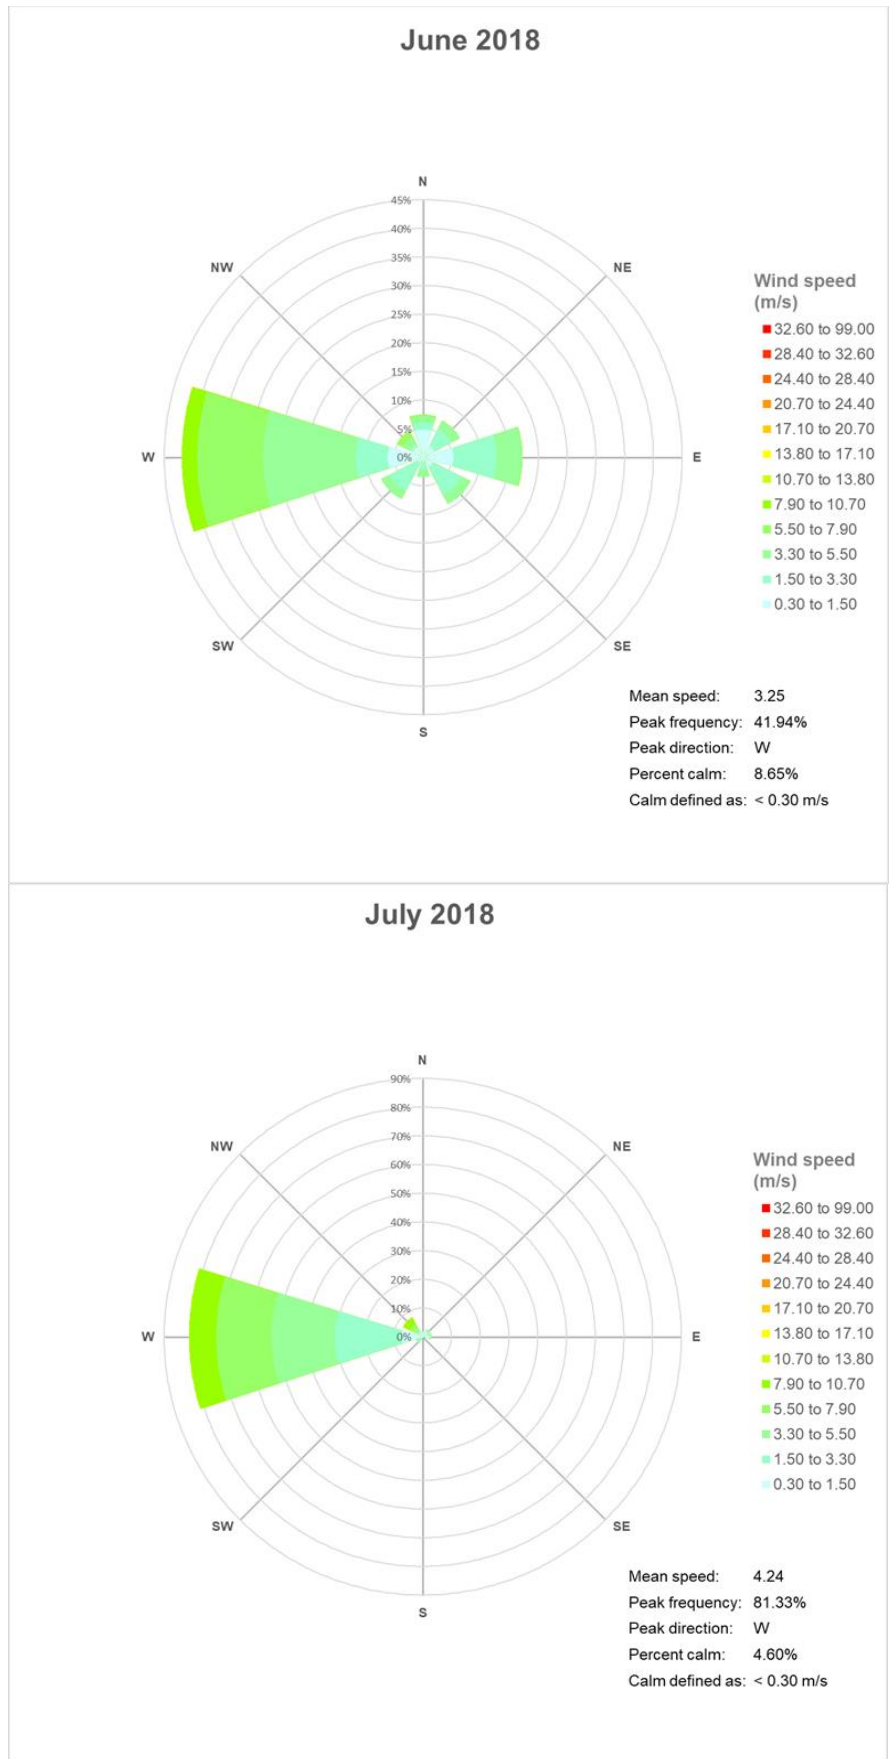 June 2018
N
45%
40%
NW
NE
35%
30%
25%
20%
15%
10%
5%
W
0%
E
SW
SE
S
Wind speed
(m/s)
32.60 to 99.00
28.40 to 32.60
24.40 to 28.40
20.70 to 24.40
17.10 to 20.70
13.80 to 17.10
10.70 to 13.80
7.90 to 10.70
5.50 to 7.90
3.30 to 5.50
1.50 to 3.30
0.30 to 1.50
Mean speed: 3.25
Peak frequency: 41.94%
Peak direction: W
Percent calm: 8.65%
Calm defined as: < 0.30 m/s
July 2018
N
90%
80%
NW
NE
70%
60%
50%
40%
30%
20%
10%
W
0%
E
SW
SE
S
Wind speed
(m/s)
32.60 to 99.00
28.40 to 32.60
24.40 to 28.40
20.70 to 24.40
17.10 to 20.70
13.80 to 17.10
10.70 to 13.80
7.90 to 10.70
5.50 to 7.90
3.30 to 5.50
1.50 to 3.30
0.30 to 1.50
Mean speed: 4.24
Peak frequency: 81.33%
Peak direction: W
Percent calm: 4.60%
Calm defined as: < 0.30 m/s